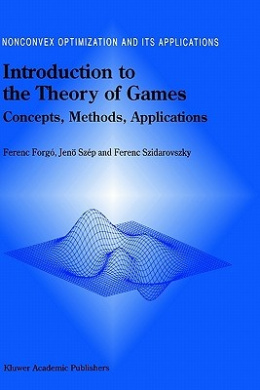 NONCONVEX OPTIMIZATION AND ITS APPLICATIONS
Introduction to
the Theory of Games
Concepts, Methods, Applications
Ferenc Forgó, Jenö Szép and Ferenc Szidarovszky
Kluwer Academic Publishers